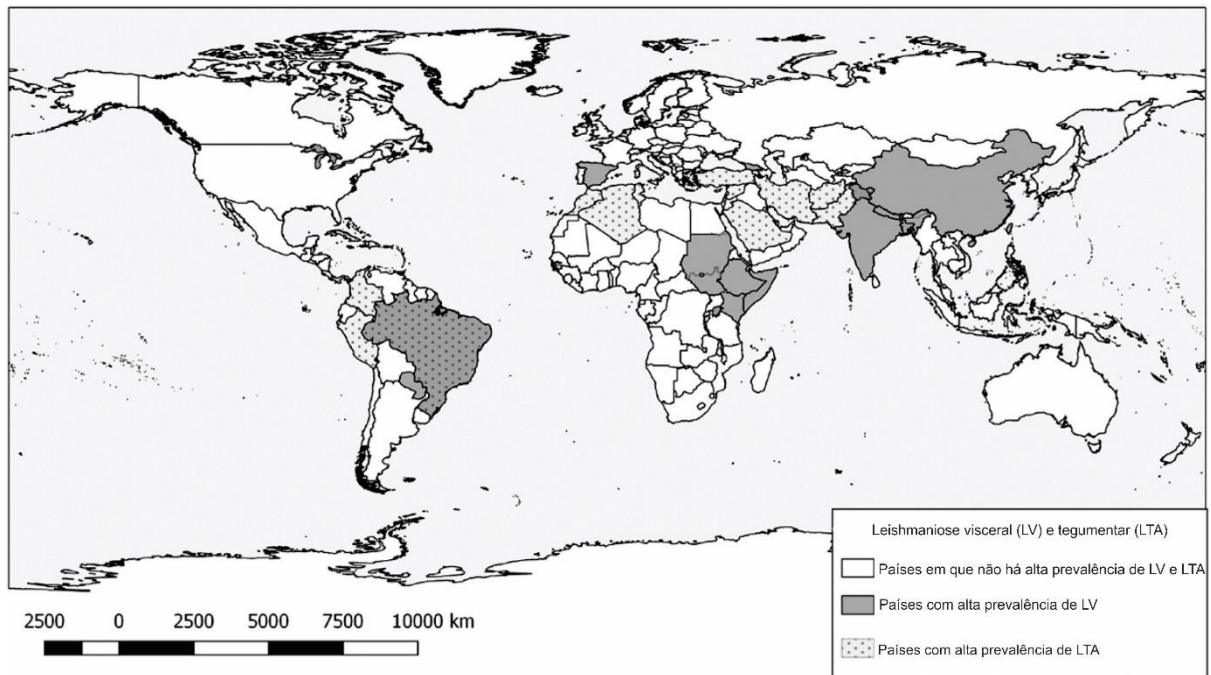 Leishmaniose visceral (LV) e tegumentar (LTA)
Países em que não há alta prevalência de LV e LTA
Países com alta prevalência de LV
Países com alta prevalência de LTA
2500 0 2500 5000 7500 10000 km